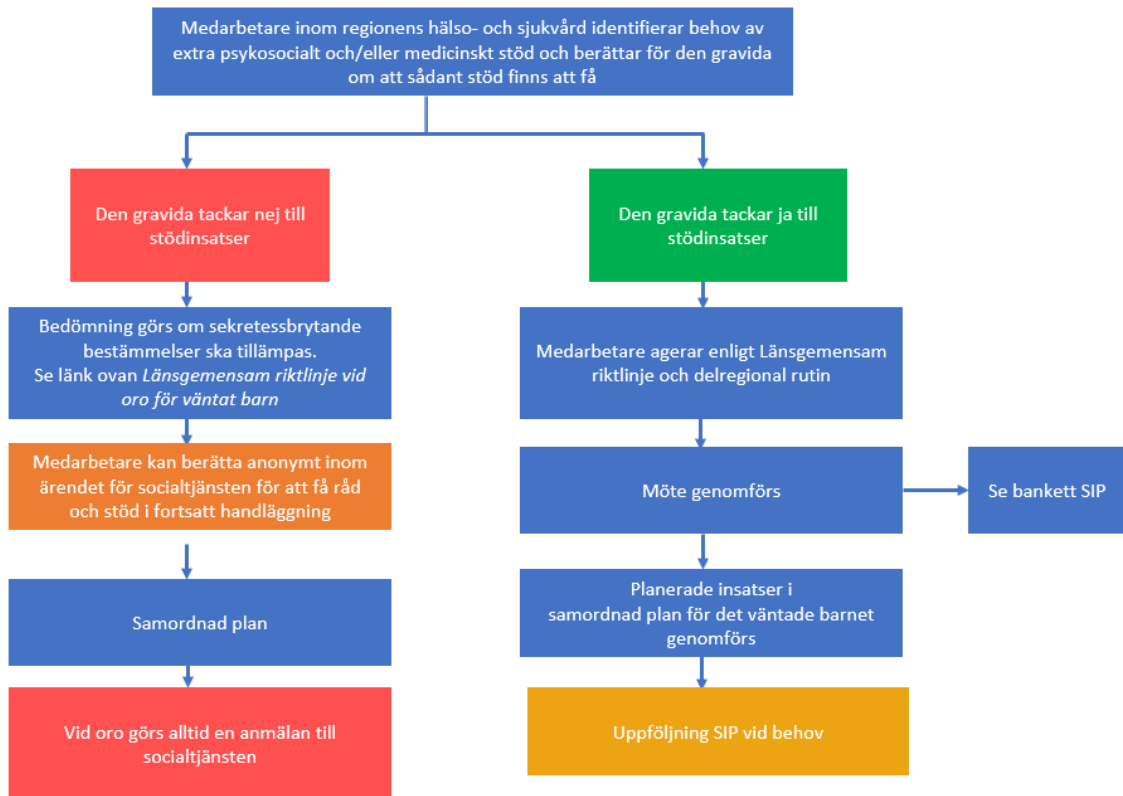 Medarbetare inom regionens hälso- och sjukvård identifierar behov av
extra psykosocialt och/eller medicinskt stöd och berättar för den gravida
om att sådant stöd finns att få
Den gravida tackar nej till
stödinsatser
Bedömning görs om sekretessbrytande
bestämmelser ska tillämpas.
Se länk ovan Länsgemensam riktlinje vid
oro för väntat barn
Medarbetare kan berätta anonymt inom
ärendet för socialtjänsten för att få råd
och stöd i fortsatt handläggning
Samordnad plan
Vid oro görs alltid en anmälan till
socialtjänsten
Den gravida tackar ja till
stödinsatser
Medarbetare agerar enligt Länsgemensam
riktlinje och delregional rutin
Möte genomförs
Se bankett SIP
Planerade insatser i
samordnad plan för det väntade barnet
genomförs
Uppföljning SIP vid behov